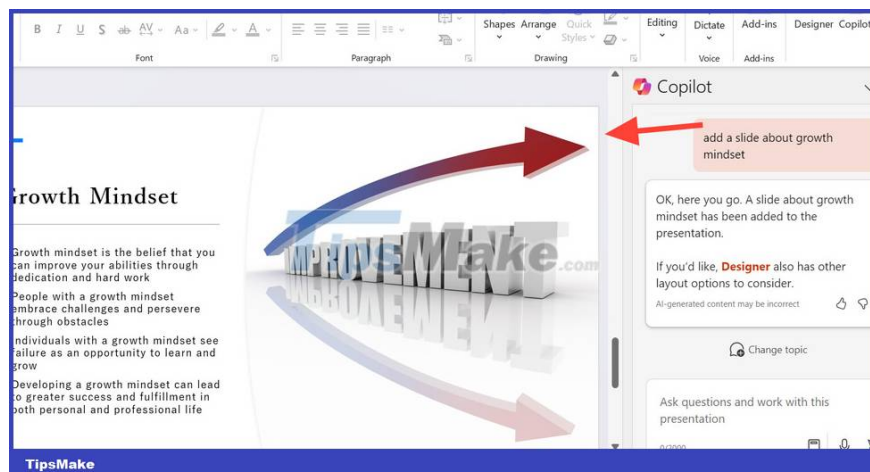 B I U S ab AV Aa A
Shapes Arrange Quick Styles
Editing Dictate Add-ins Designer Copilot
Font Paragraph Drawing Voice Add-ins
Copilot
add a slide about growth
mindset
Growth Mindset
OK, here you go. A slide about growth
mindset has been added to the
presentation.
If you'd like, Designer also has other
layout options to consider.
AI-generated content may be incorrect
IMPROVEMENT
TipsMake.com
Growth mindset is the belief that you
can improve your abilities through
dedication and hard work
People with a growth mindset
embrace challenges and persevere
through obstacles
Individuals with a growth mindset see
failure as an opportunity to learn and
grow
Developing a growth mindset can lead
to greater success and fulfillment in
both personal and professional life
Change topic
Ask questions and work with this
presentation
0/2000
TipsMake